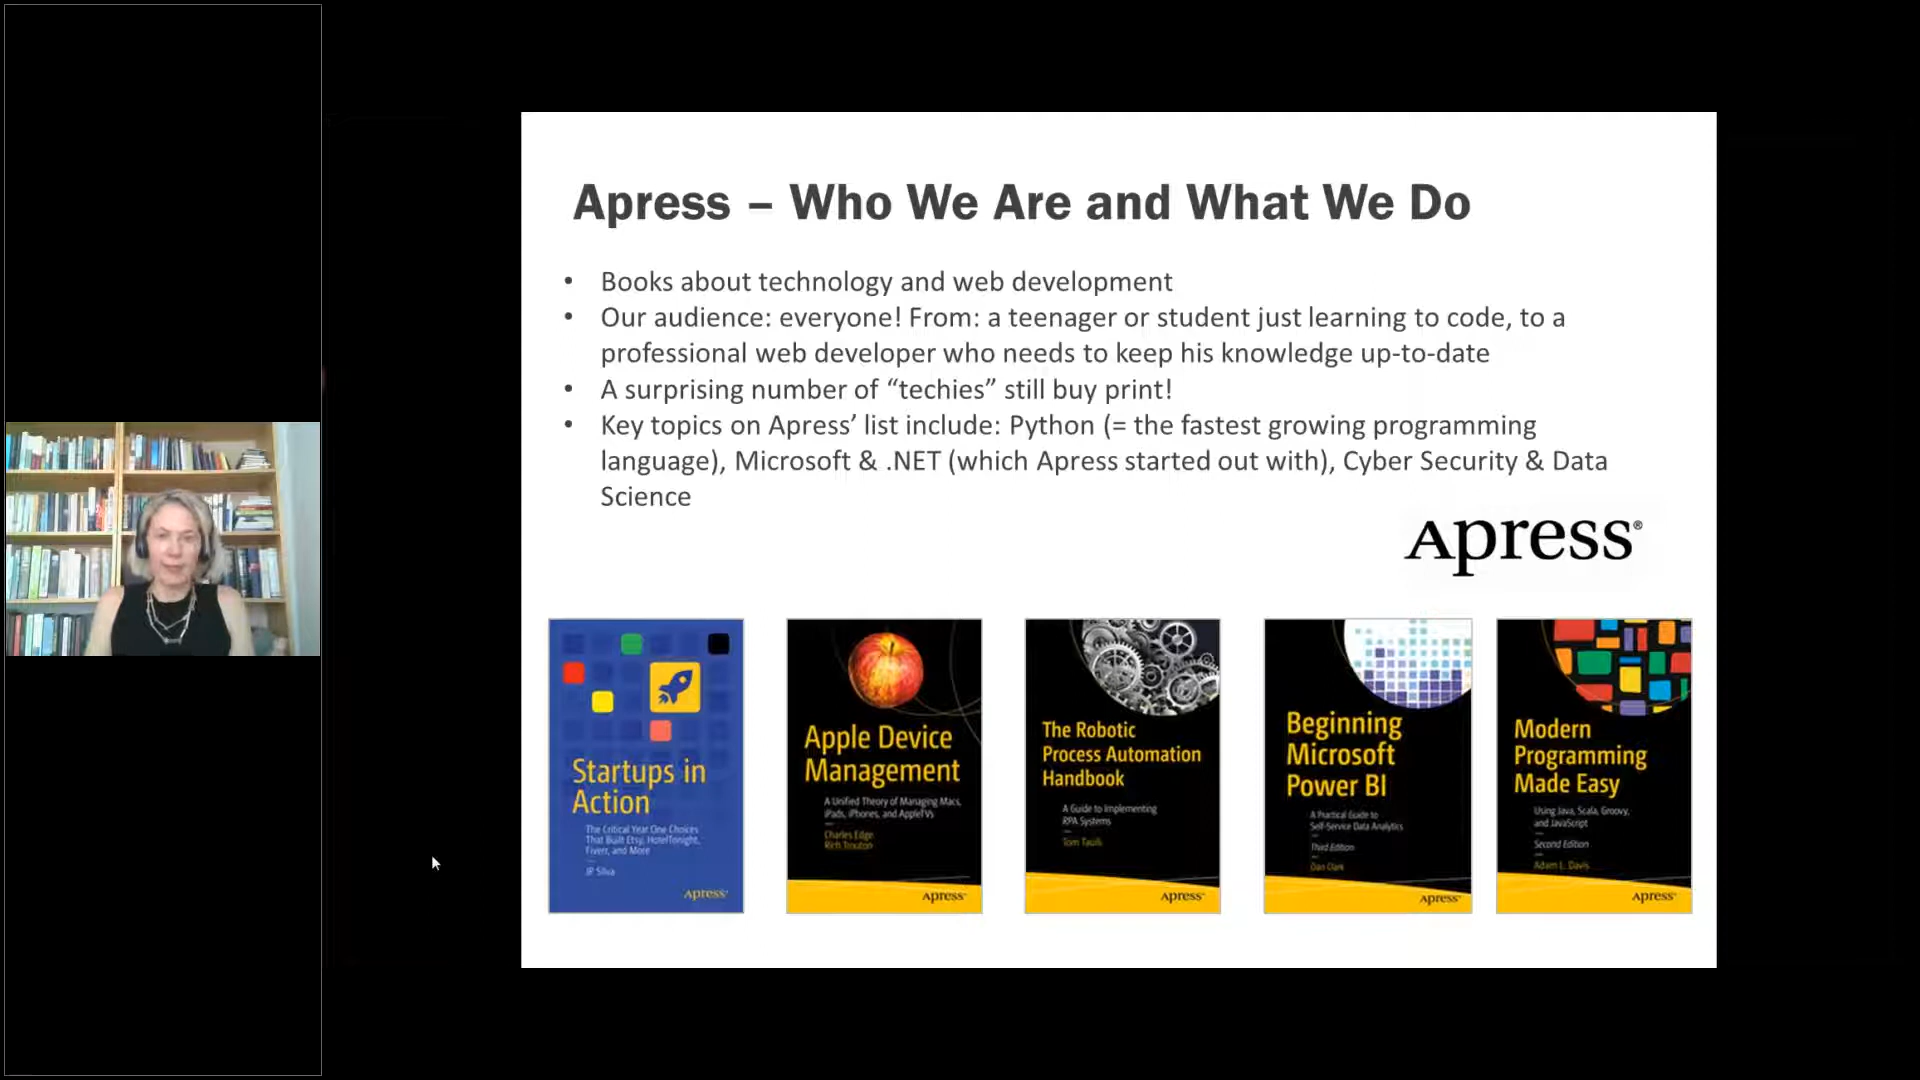 Apress – Who We Are and What We Do
• Books about technology and web development
• Our audience: everyone! From: a teenager or student just learning to code, to a
professional web developer who needs to keep his knowledge up-to-date
• A surprising number of “techies” still buy print!
• Key topics on Apress’ list include: Python (= the fastest growing programming
language), Microsoft & .NET (which Apress started out with), Cyber Security & Data
Science
Apress®
Startups in
Action
The Critical Year One Choices
That Built Etsy, HotelTonight,
Fiverr, and More
JP Silva
Apress®
Apple Device
Management
A Unified Theory of Managing Macs,
iPads, iPhones, and AppleTVs
Charles Edge
Rich Trouton
Apress®
The Robotic
Process Automation
Handbook
A Guide to Implementing
RPA Systems
Tom Taulli
Apress®
Beginning
Microsoft
Power BI
A Practical Guide to
Self-Service Data Analytics
Third Edition
Dan Clark
Apress®
Modern
Programming
Made Easy
Using Java, Scala, Groovy,
and JavaScript
Second Edition
Adam L. Davis
Apress®